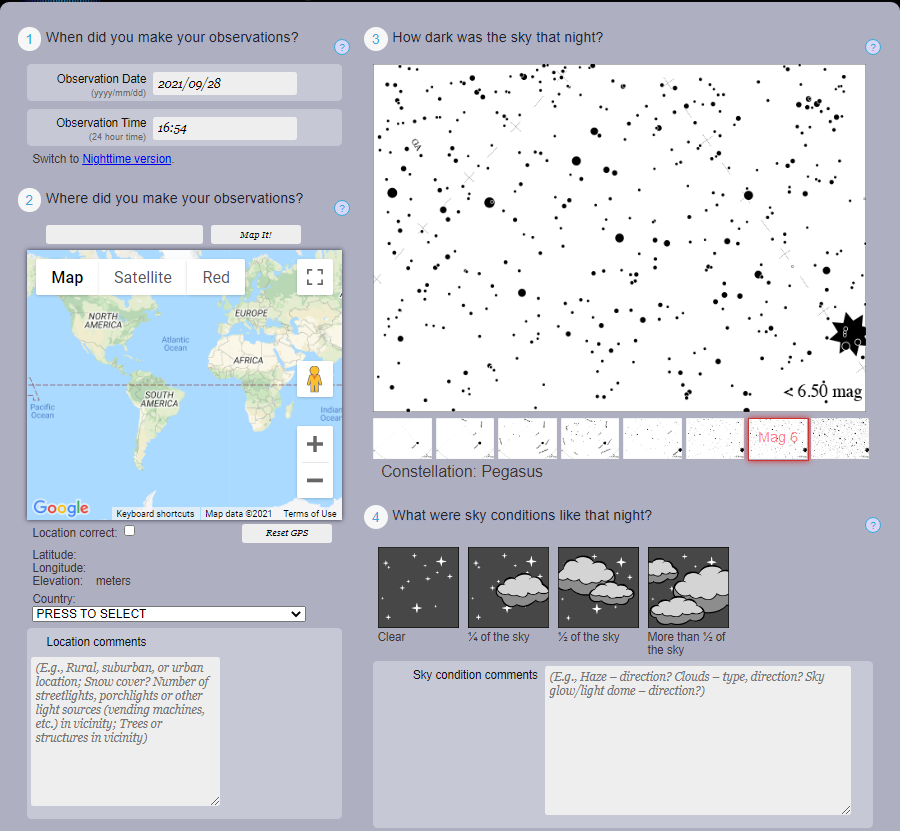 1 When did you make your observations?
?
Observation Date
(yyyy/mm/dd)
2021/09/28
Observation Time
(24 hour time)
16:54
Switch to Nighttime version.
2 Where did you make your observations?
?
Map It!
Map Satellite Red
NORTH
AMERICA
EUROPE
Atlantic
Ocean
AFRICA
SOUTH
AMERICA
Pacific
Ocean
Indian
Ocean
+
−
Google
Keyboard shortcuts Map data ©2021 Terms of Use
Location correct:
Reset GPS
Latitude:
Longitude:
Elevation: meters
Country:
PRESS TO SELECT
Location comments
(E.g., Rural, suburban, or urban
location; Snow cover? Number of
streetlights, porchlights or other
light sources (vending machines,
etc.) in vicinity; Trees or
structures in vicinity)
3 How dark was the sky that night?
?
< 6.50 mag
Mag 6
Constellation: Pegasus
4 What were sky conditions like that night?
?
Clear
¼ of the sky
½ of the sky
More than ½ of
the sky
Sky condition comments
(E.g., Haze – direction? Clouds – type, direction? Sky
glow/light dome – direction?)